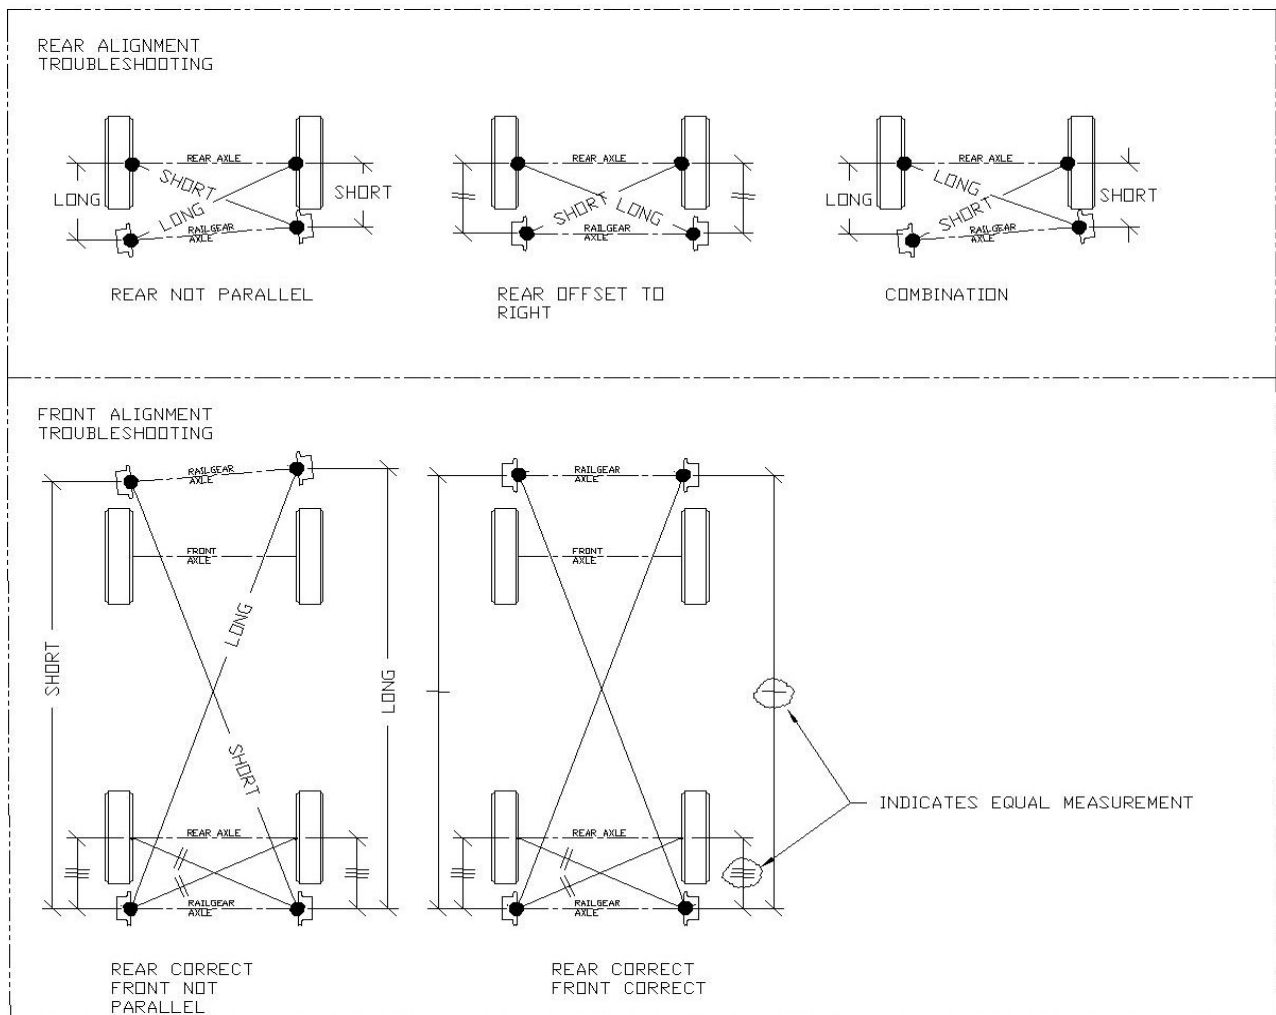 REAR ALIGNMENT
TROUBLESHOOTING
REAR AXLE
LONG
SHORT
LONG
SHORT
RAILGEAR
AXLE
REAR NOT PARALLEL
REAR AXLE
SHORT
LONG
RAILGEAR
AXLE
REAR OFFSET TO
RIGHT
REAR AXLE
LONG
LONG
SHORT
SHORT
RAILGEAR
AXLE
COMBINATION
FRONT ALIGNMENT
TROUBLESHOOTING
RAILGEAR
AXLE
FRONT
AXLE
SHORT
LONG
LONG
SHORT
REAR AXLE
RAILGEAR
AXLE
REAR CORRECT
FRONT NOT
PARALLEL
RAILGEAR
AXLE
FRONT
AXLE
REAR AXLE
RAILGEAR
AXLE
REAR CORRECT
FRONT CORRECT
INDICATES EQUAL MEASUREMENT